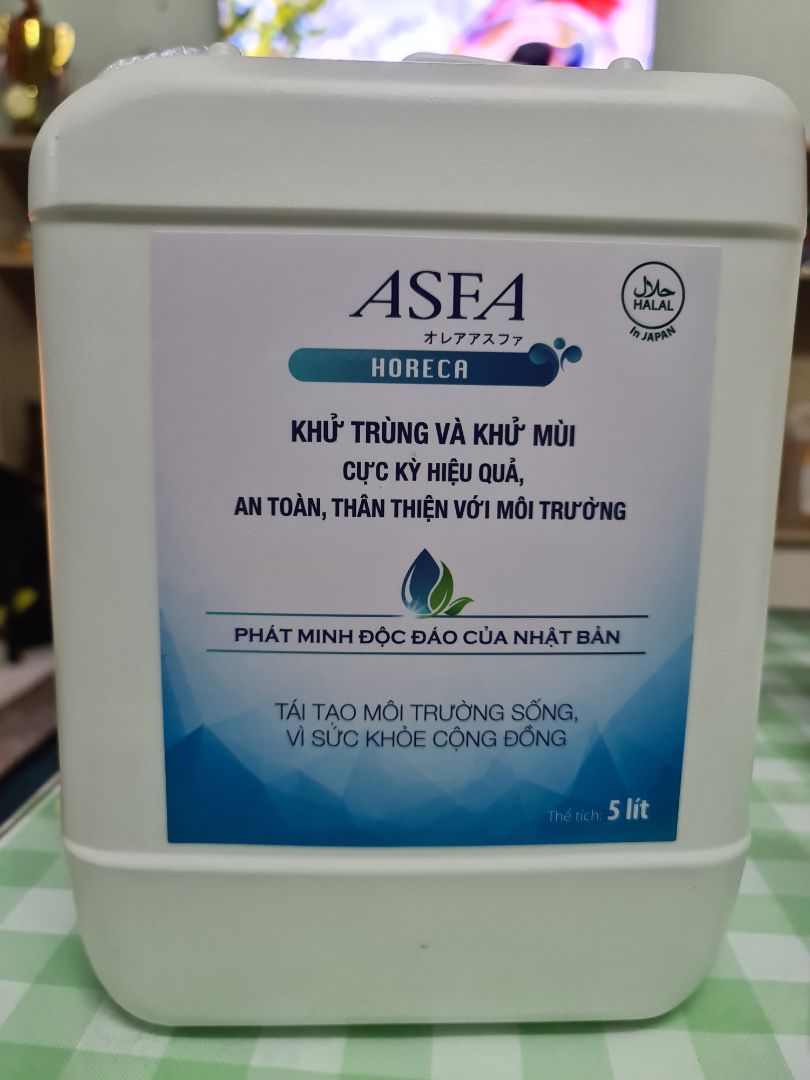 ASFA
オレアアスファ
HORECA
حلال
HALAL
In JAPAN
KHỬ TRÙNG VÀ KHỬ MÙI
CỰC KỲ HIỆU QUẢ,
AN TOÀN, THÂN THIỆN VỚI MÔI TRƯỜNG
PHÁT MINH ĐỘC ĐÁO CỦA NHẬT BẢN
TÁI TẠO MÔI TRƯỜNG SỐNG,
VÌ SỨC KHỎE CỘNG ĐỒNG
Thể tích: 5 lít